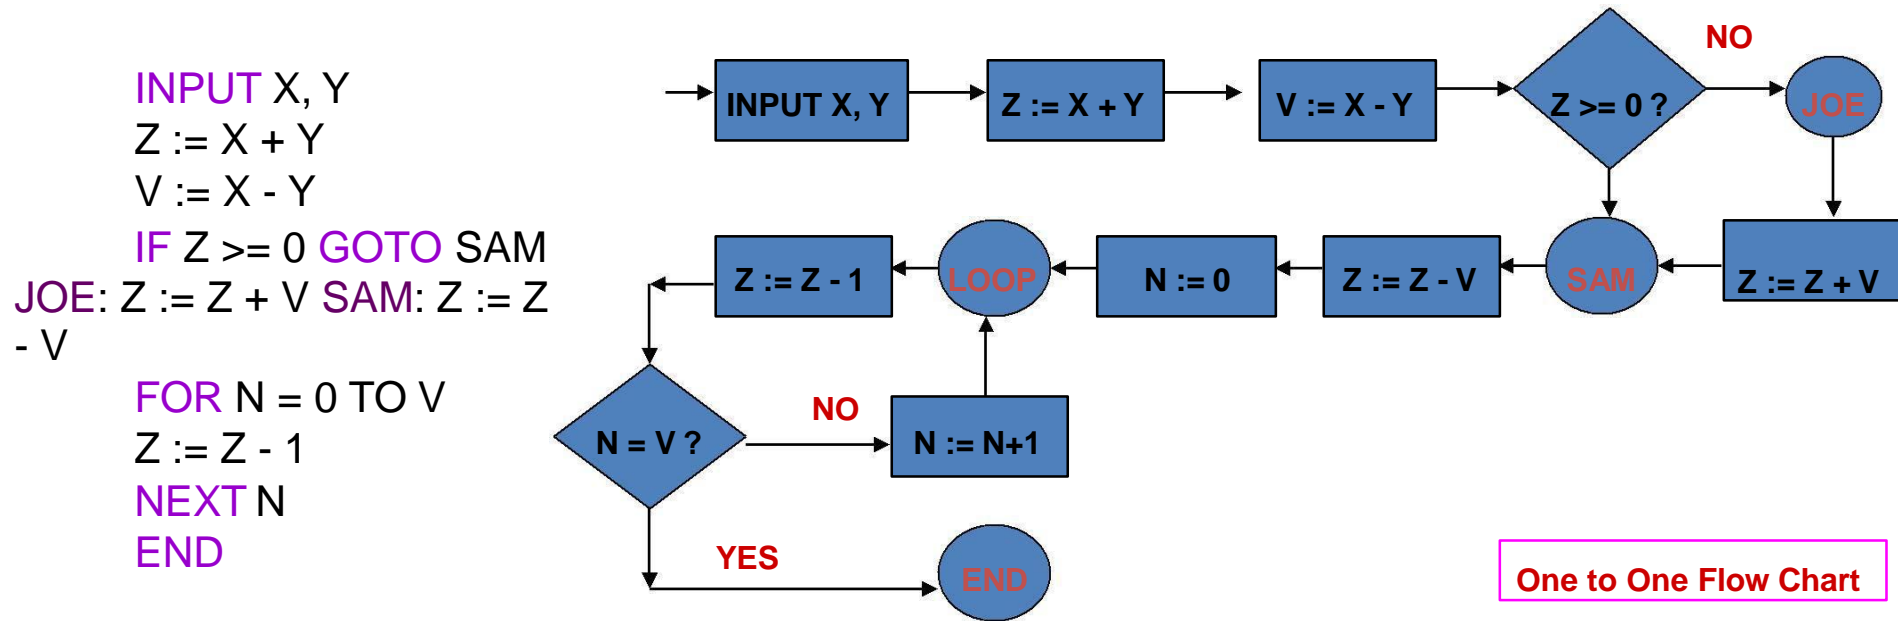 INPUT X, Y
Z := X + Y
V := X - Y
IF Z >= 0 GOTO SAM
JOE: Z := Z + V SAM: Z := Z
- V
FOR N = 0 TO V
Z := Z - 1
NEXT N
END
INPUT X, Y
Z := X + Y
V := X - Y
Z >= 0 ?
NO
JOE
Z := Z + V
SAM
Z := Z - V
N := 0
LOOP
Z := Z - 1
N = V ?
NO
N := N+1
YES
END
One to One Flow Chart